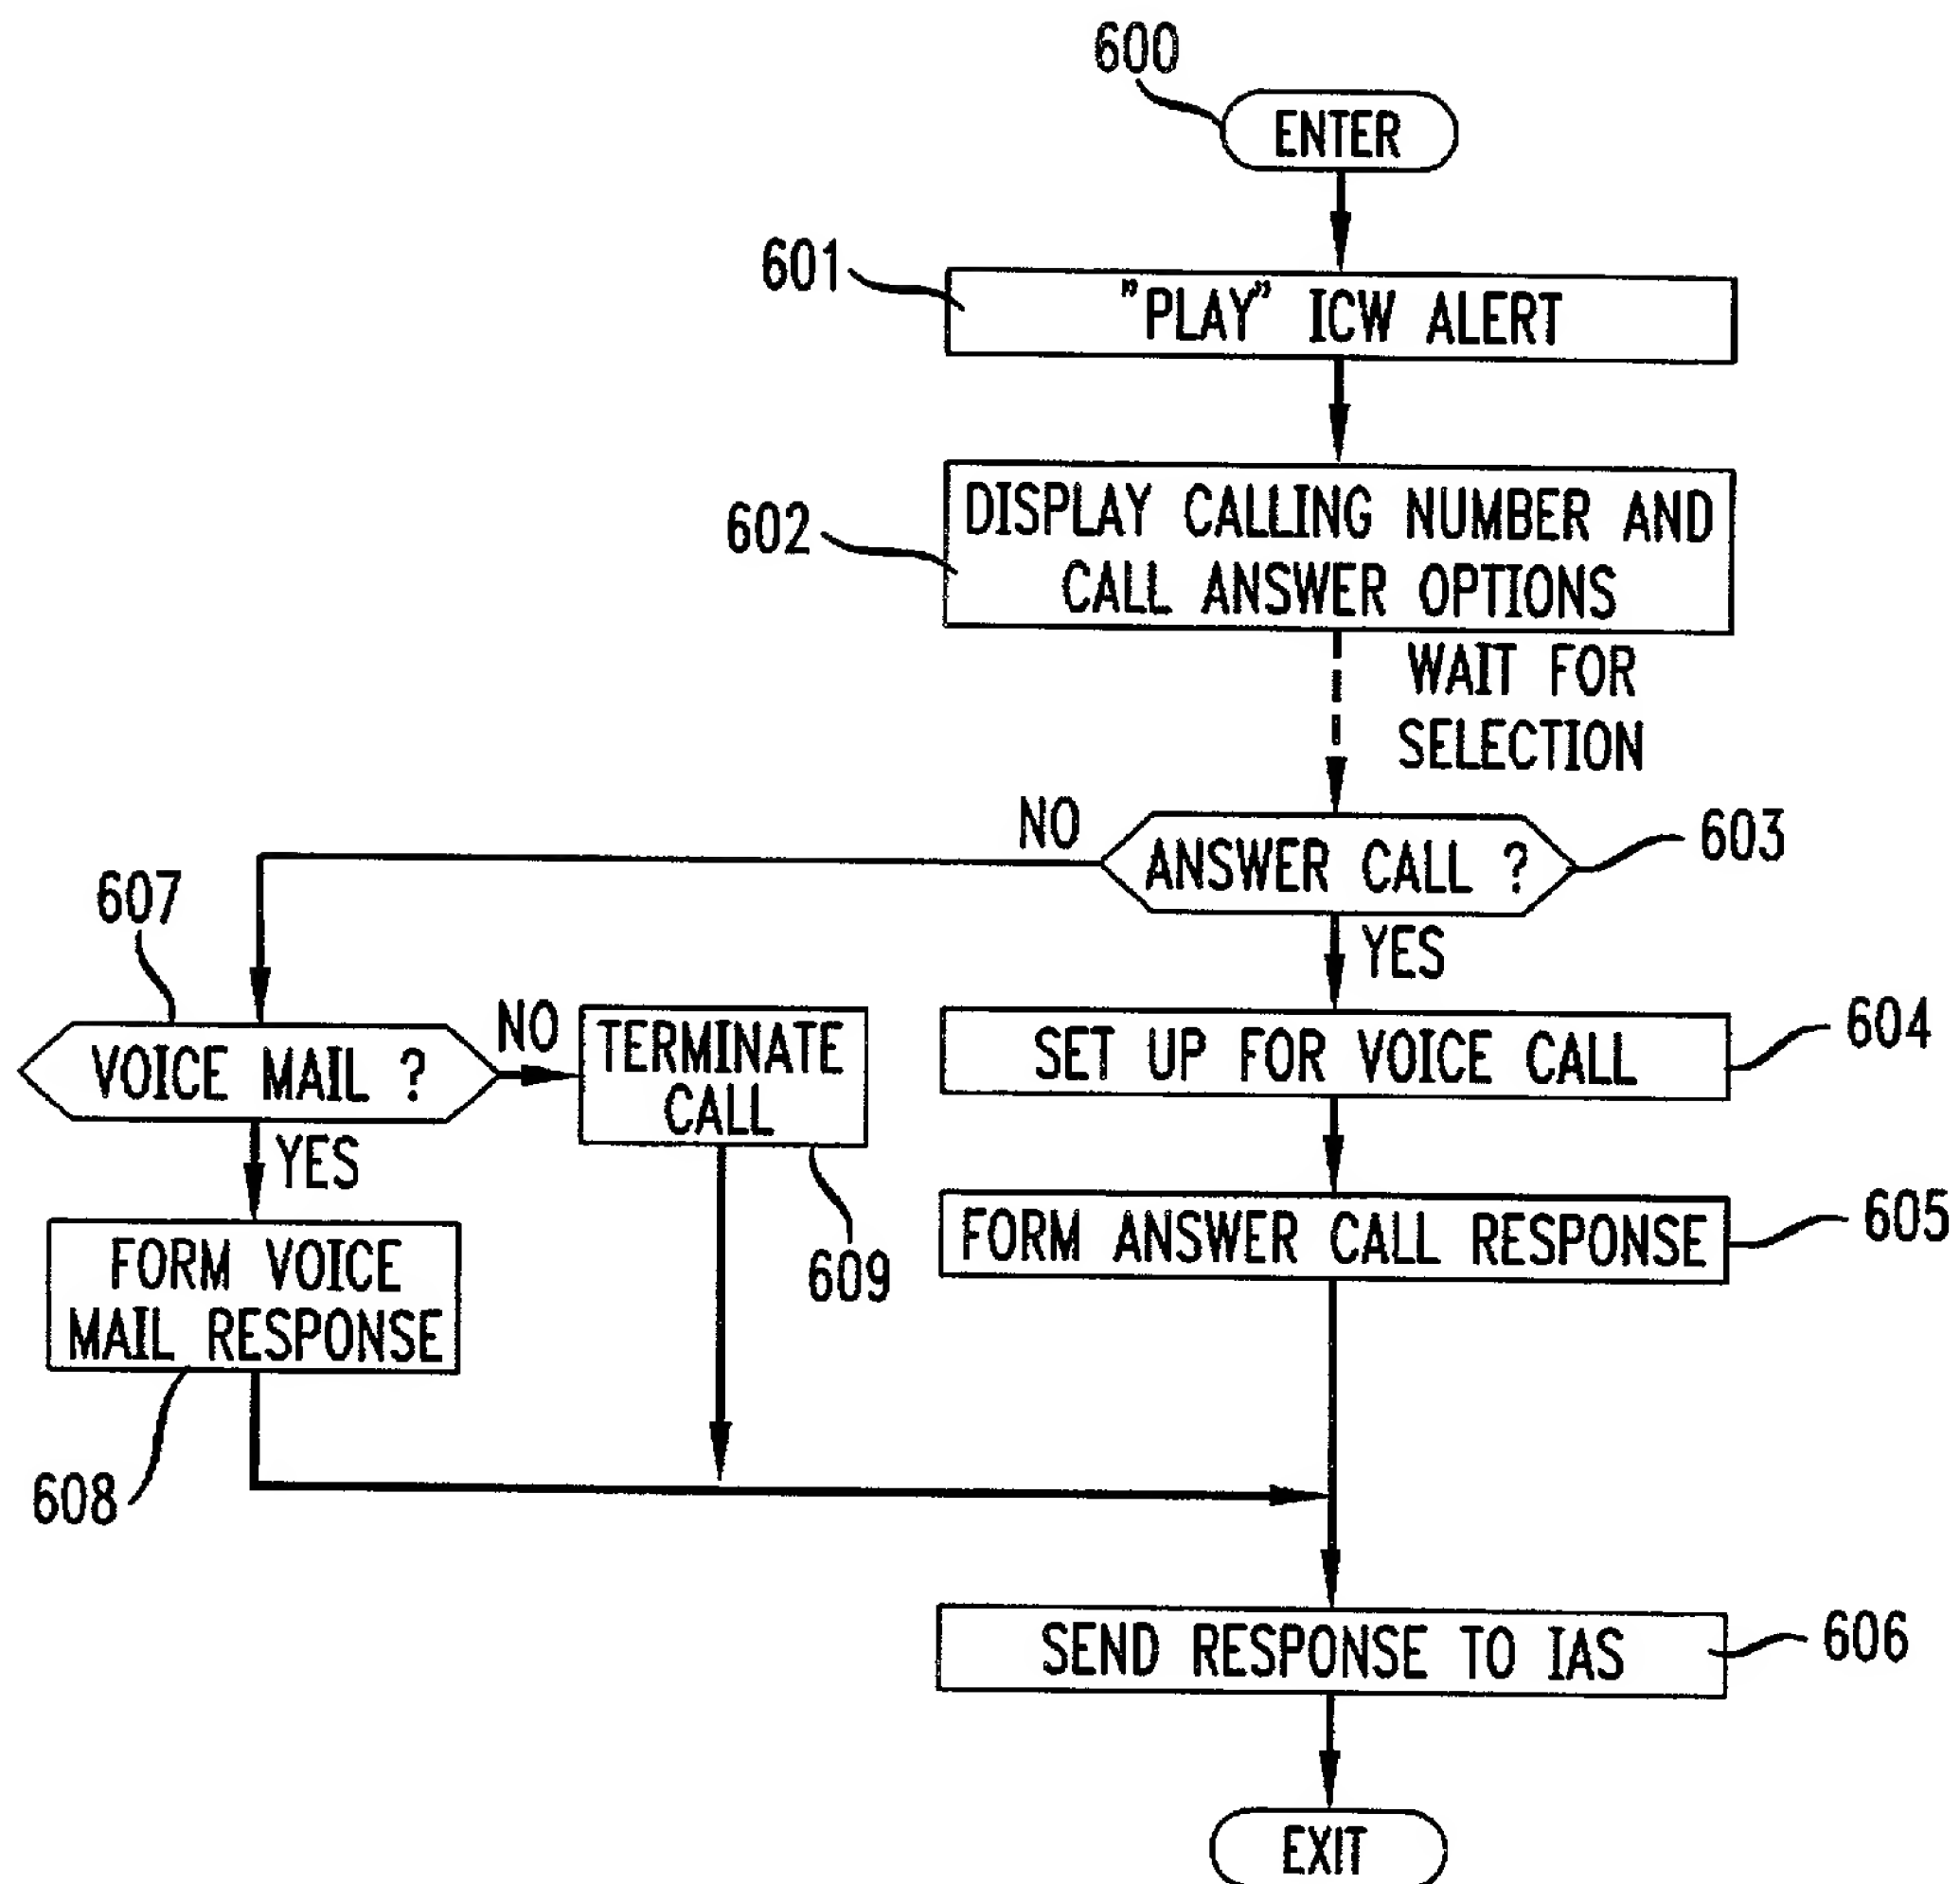 600
ENTER
601
"PLAY" ICW ALERT
602
DISPLAY CALLING NUMBER AND
CALL ANSWER OPTIONS
WAIT FOR
SELECTION
NO
ANSWER CALL ?
603
YES
607
VOICE MAIL ?
NO
TERMINATE
CALL
609
YES
FORM VOICE
MAIL RESPONSE
608
SET UP FOR VOICE CALL
604
FORM ANSWER CALL RESPONSE
605
SEND RESPONSE TO IAS
606
EXIT